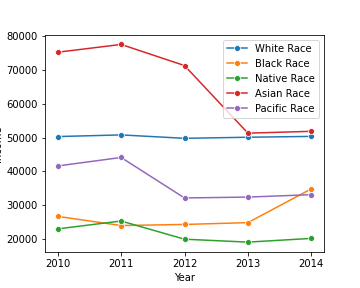 80000
70000
60000
50000
40000
30000
20000
White Race
Black Race
Native Race
Asian Race
Pacific Race
2010 2011 2012 2013 2014
Year